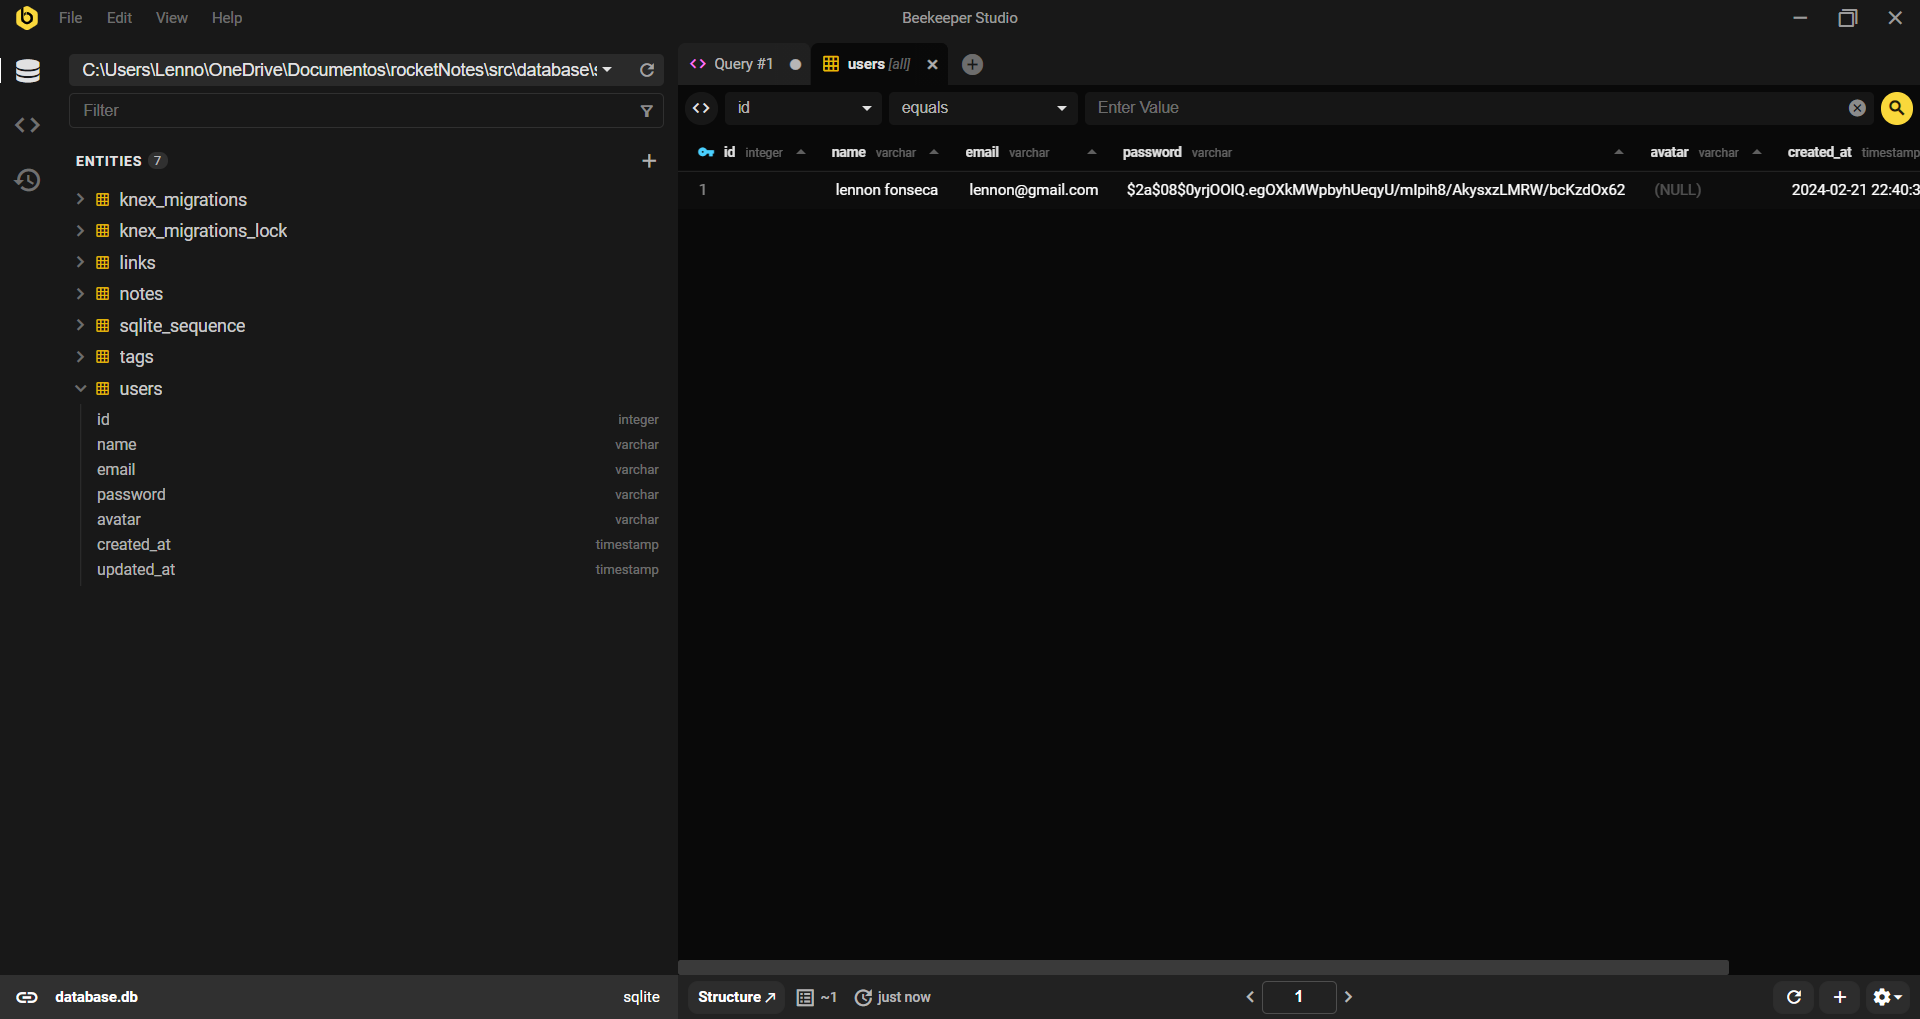 File Edit View Help
Beekeeper Studio
C:\Users\Lenno\OneDrive\Documentos\rocketNotes\src\database\
Filter
ENTITIES 7
knex_migrations
knex_migrations_lock
links
notes
sqlite_sequence
tags
users
id integer
name varchar
email varchar
password varchar
avatar varchar
created_at timestamp
updated_at timestamp
database.db sqlite
Query #1 users [all]
id equals Enter Value
id integer name varchar email varchar password varchar avatar varchar created_at timestamp
1 lennon fonseca lennon@gmail.com $2a$08$0yrjOOIQ.egOXkMWpbyhUeqyU/mlpih8/AkysxzLMRW/bcKzdOx62 (NULL) 2024-02-21 22:40:3
Structure ~1 just now 1